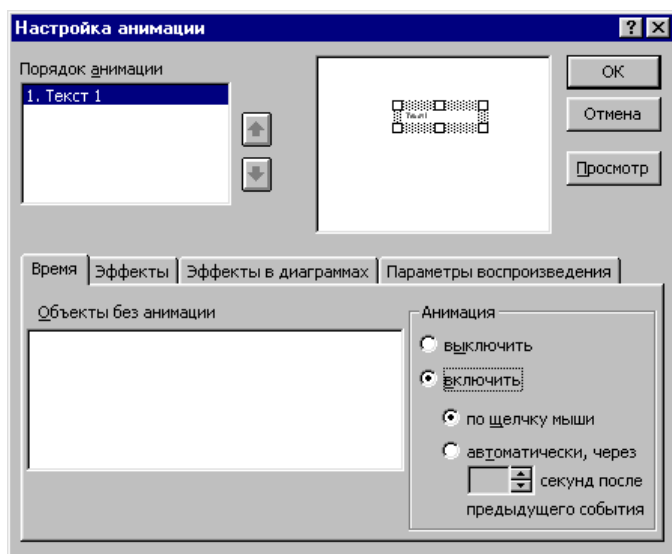 Настройка анимации
Порядок анимации
1. Текст 1
ОК
Отмена
Просмотр
Время
Эффекты
Эффекты в диаграммах
Параметры воспроизведения
Объекты без анимации
Анимация
выключить
включить
по щелчку мыши
автоматически, через
секунд после
предыдущего события